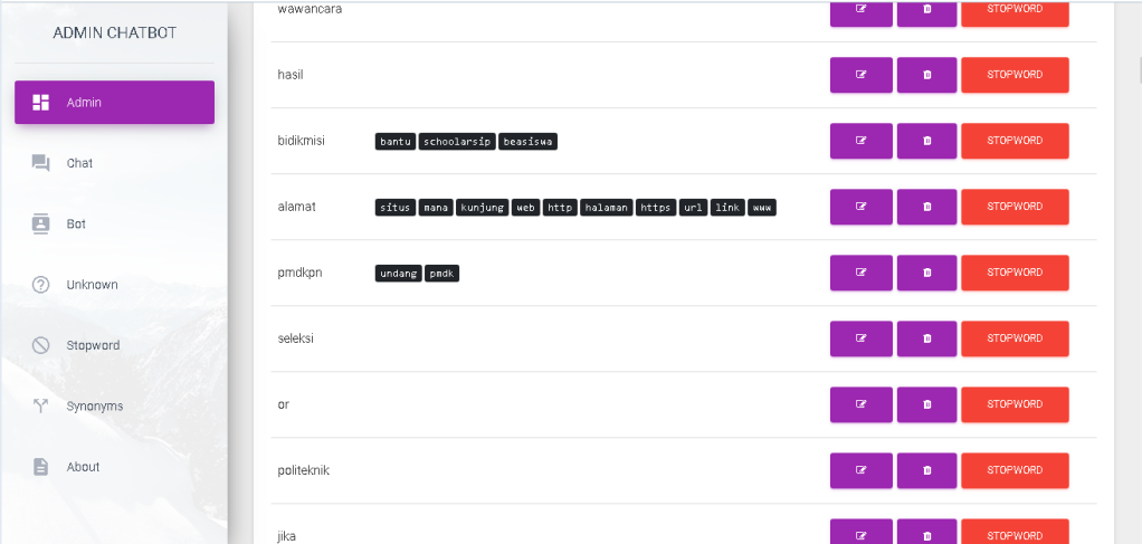 ADMIN CHATBOT
Admin
Chat
Bot
Unknown
Stopword
Synonyms
About
wawancara STOPWORD
hasil STOPWORD
bidikmisi bantu schoolarsip beasiswa STOPWORD
alamat situs mana kunjung web http halaman https url link www STOPWORD
pmdkpn undang pmdk STOPWORD
seleksi STOPWORD
or STOPWORD
politeknik STOPWORD
jika STOPWORD